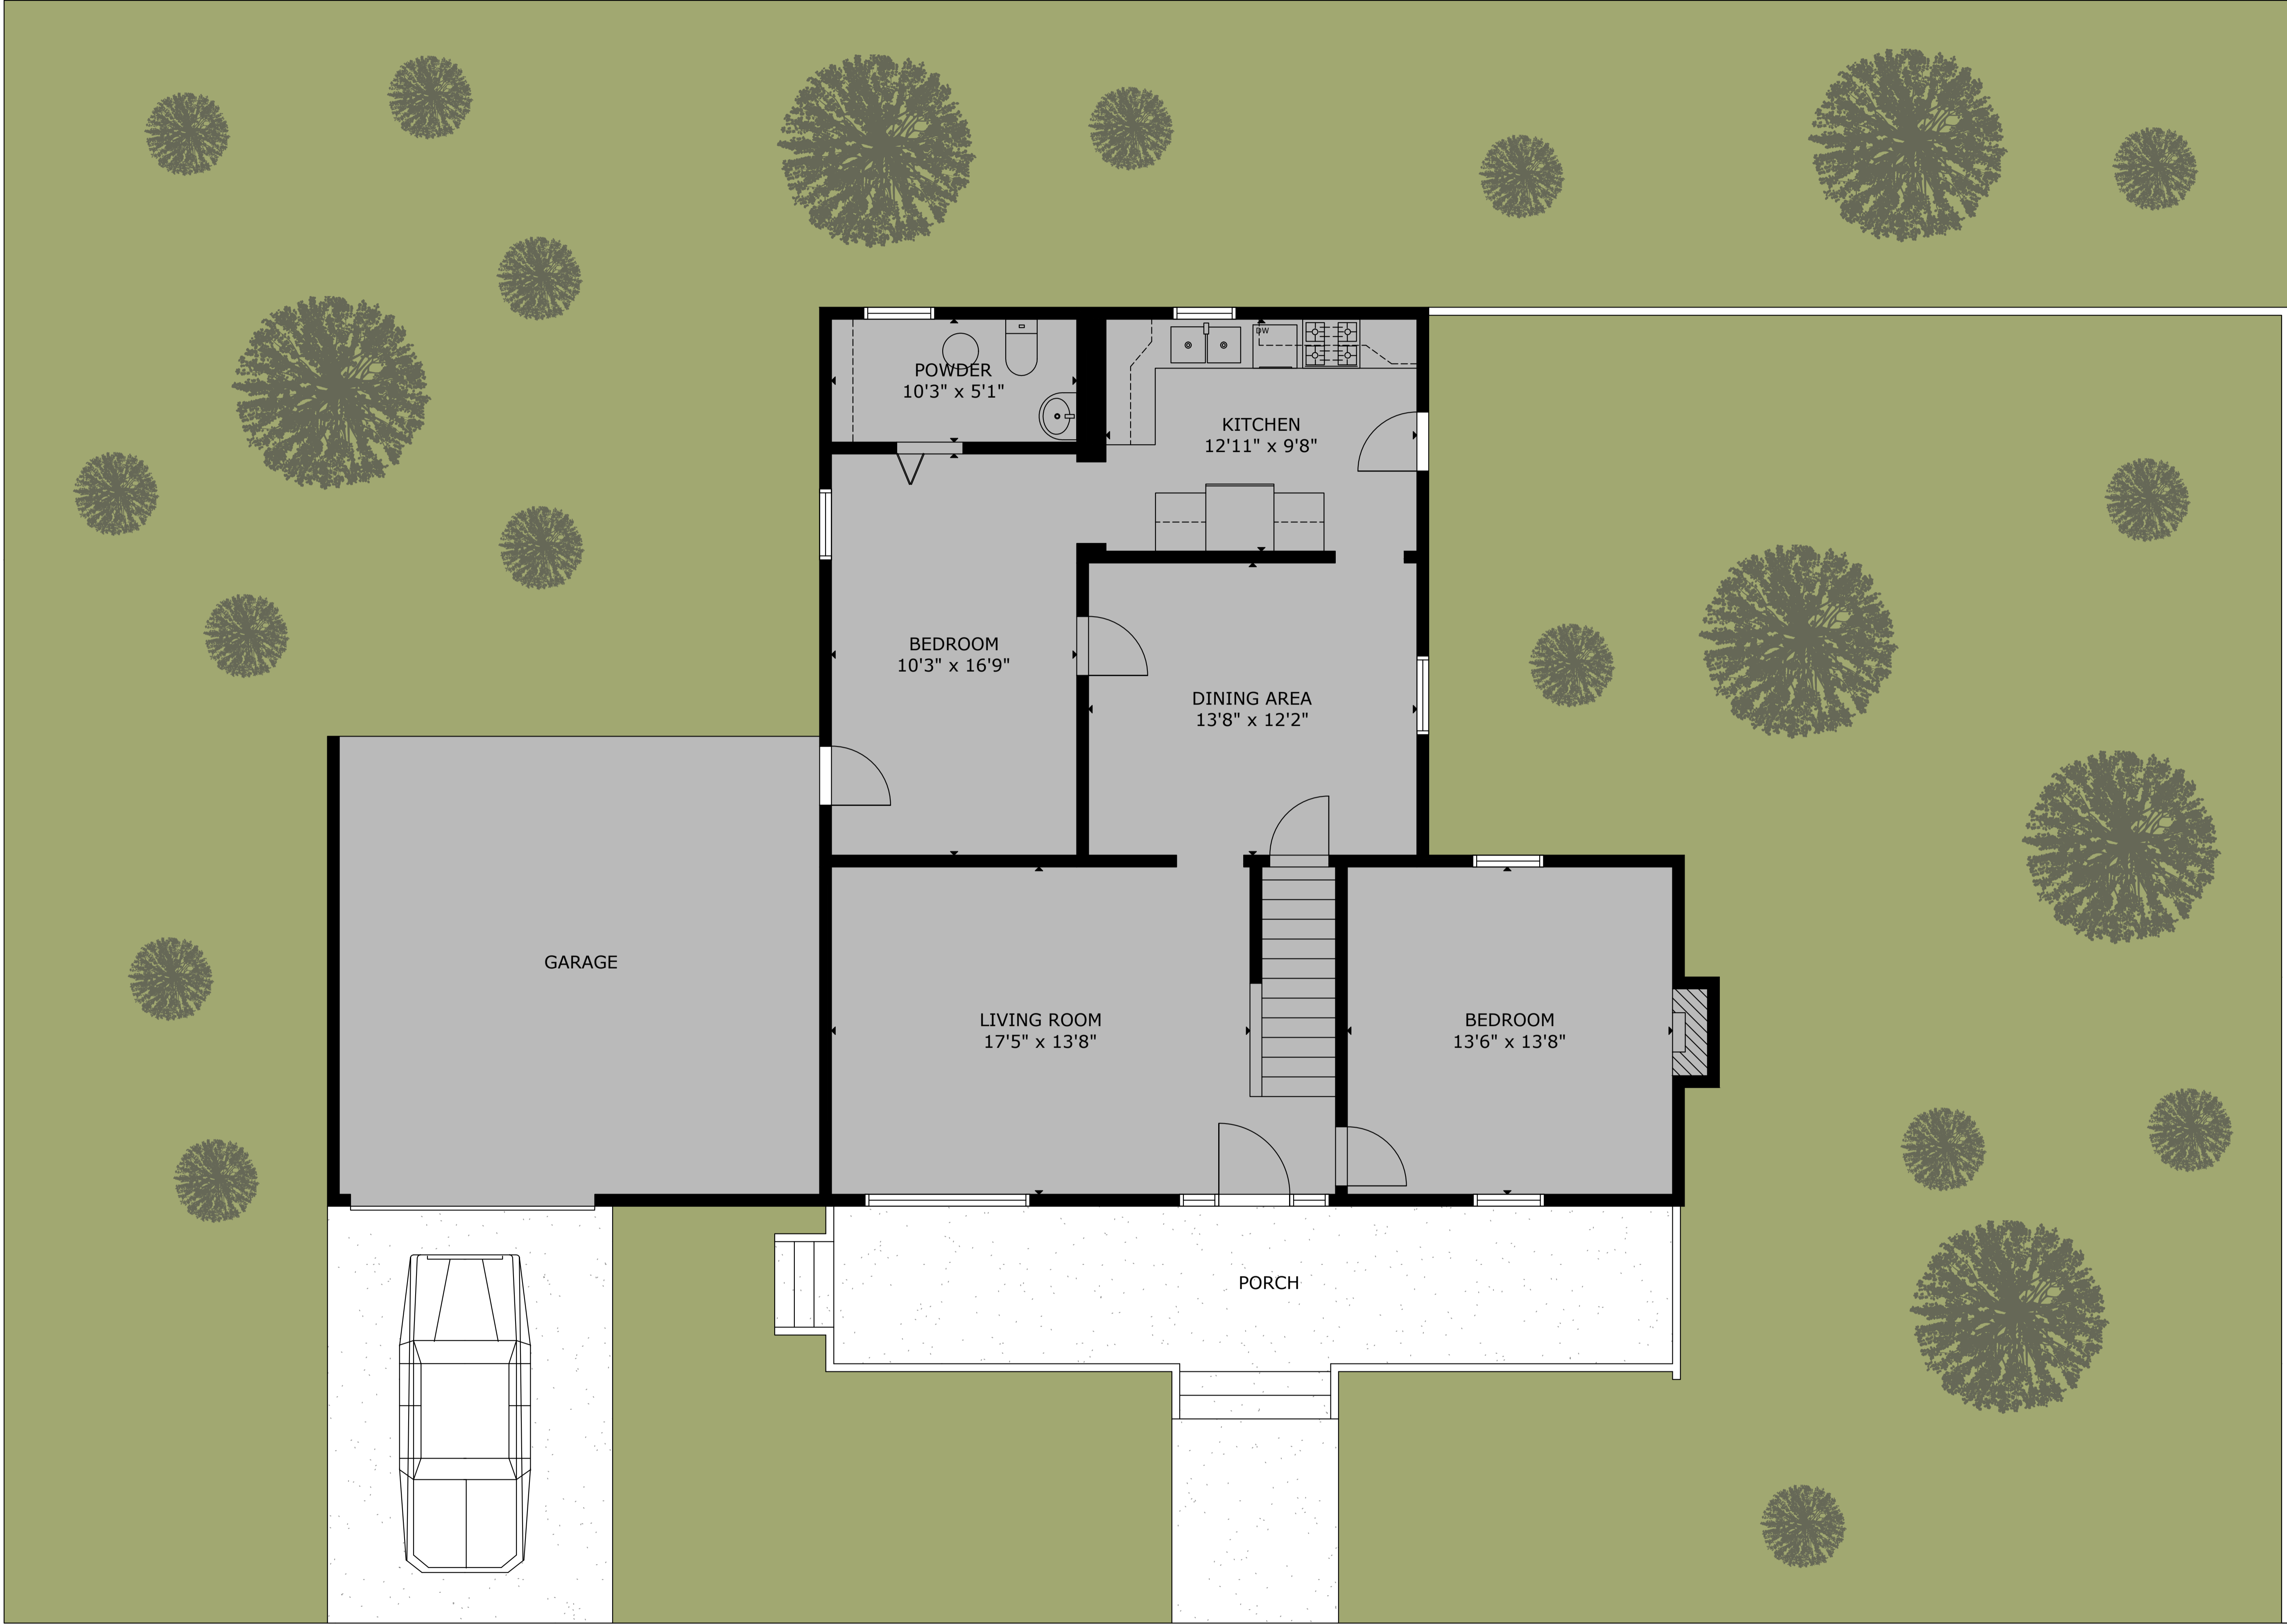 POWDER
10'3" x 5'1"
DW
KITCHEN
12'11" x 9'8"
BEDROOM
10'3" x 16'9"
DINING AREA
13'8" x 12'2"
GARAGE
LIVING ROOM
17'5" x 13'8"
BEDROOM
13'6" x 13'8"
PORCH